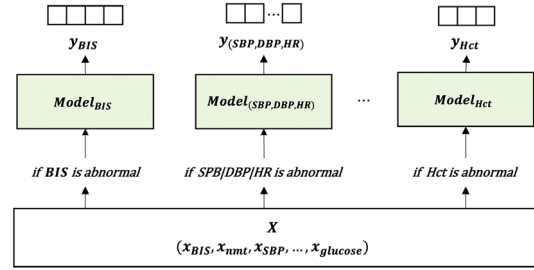 y_BIS y_(SBP,DBP,HR) y_Hct
Model_BIS Model_(SBP,DBP,HR) ... Model_Hct
if BIS is abnormal if SPB|DBP|HR is abnormal if Hct is abnormal
X
(x_BIS, x_nmt, x_SBP, ..., x_glucose)